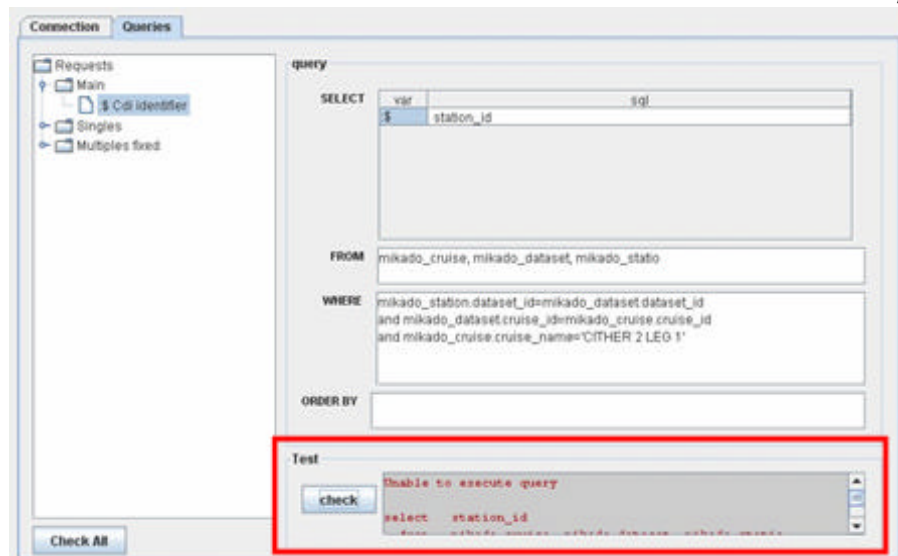 Connection Queries
Requests
Main
$ Cdi identifier
Singles
Multiples fixed
Check All
query
SELECT
var sql
$ station_id
FROM
mikado_cruise, mikado_dataset, mikado_statio
WHERE
mikado_station.dataset_id=mikado_dataset.dataset_id
and mikado_dataset.cruise_id=mikado_cruise.cruise_id
and mikado_cruise.cruise_name='CITHER 2 LEG 1'
ORDER BY
Test
check
Unable to execute query
select station_id